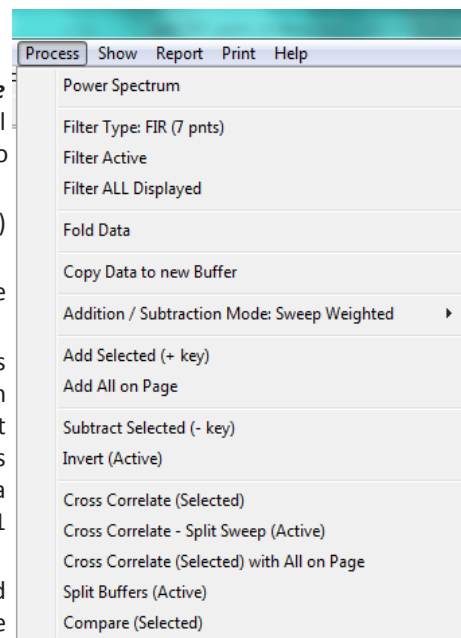 Process Show Report Print Help
Power Spectrum
Filter Type: FIR (7 pnts)
Filter Active
Filter ALL Displayed
Fold Data
Copy Data to new Buffer
Addition / Subtraction Mode: Sweep Weighted
Add Selected (+ key)
Add All on Page
Subtract Selected (- key)
Invert (Active)
Cross Correlate (Selected)
Cross Correlate - Split Sweep (Active)
Cross Correlate (Selected) with All on Page
Split Buffers (Active)
Compare (Selected)